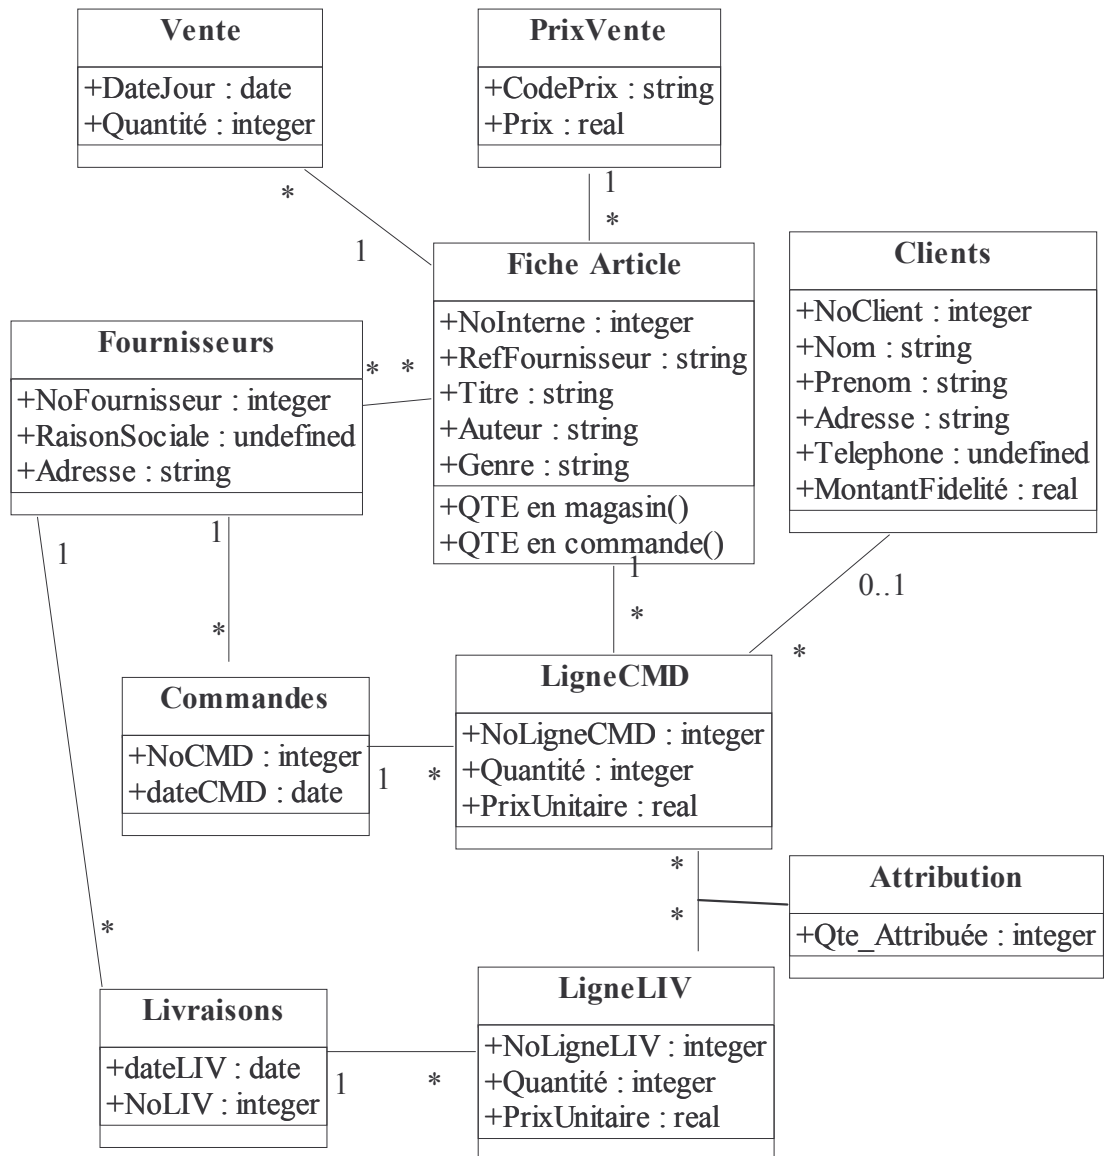 Vente
+DateJour : date
+Quantité : integer
PrixVente
+CodePrix : string
+Prix : real
*
1
1
*
Fiche Article
+NoInterne : integer
+RefFournisseur : string
+Titre : string
+Auteur : string
+Genre : string
+QTE en magasin()
+QTE en commande()
Clients
+NoClient : integer
+Nom : string
+Prenom : string
+Adresse : string
+Telephone : undefined
+MontantFidelité : real
Fournisseurs
+NoFournisseur : integer
+RaisonSociale : undefined
+Adresse : string
* *
1
1
1
0..1
*
*
*
Commandes
+NoCMD : integer
+dateCMD : date
1 *
LigneCMD
+NoLigneCMD : integer
+Quantité : integer
+PrixUnitaire : real
*
*
Attribution
+Qte_Attribuée : integer
*
Livraisons
+dateLIV : date
+NoLIV : integer
1 *
LigneLIV
+NoLigneLIV : integer
+Quantité : integer
+PrixUnitaire : real